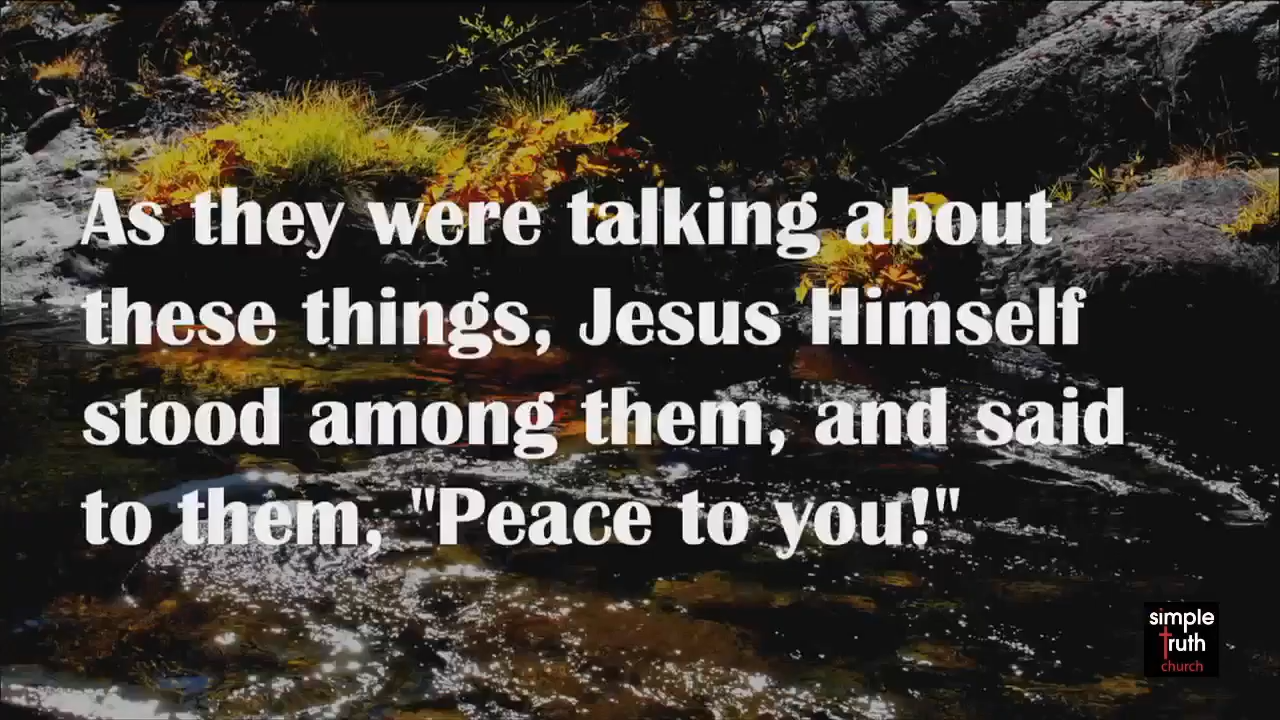 As they were talking about
these things, Jesus Himself
stood among them, and said
to them, "Peace to you!"
simple
truth
church